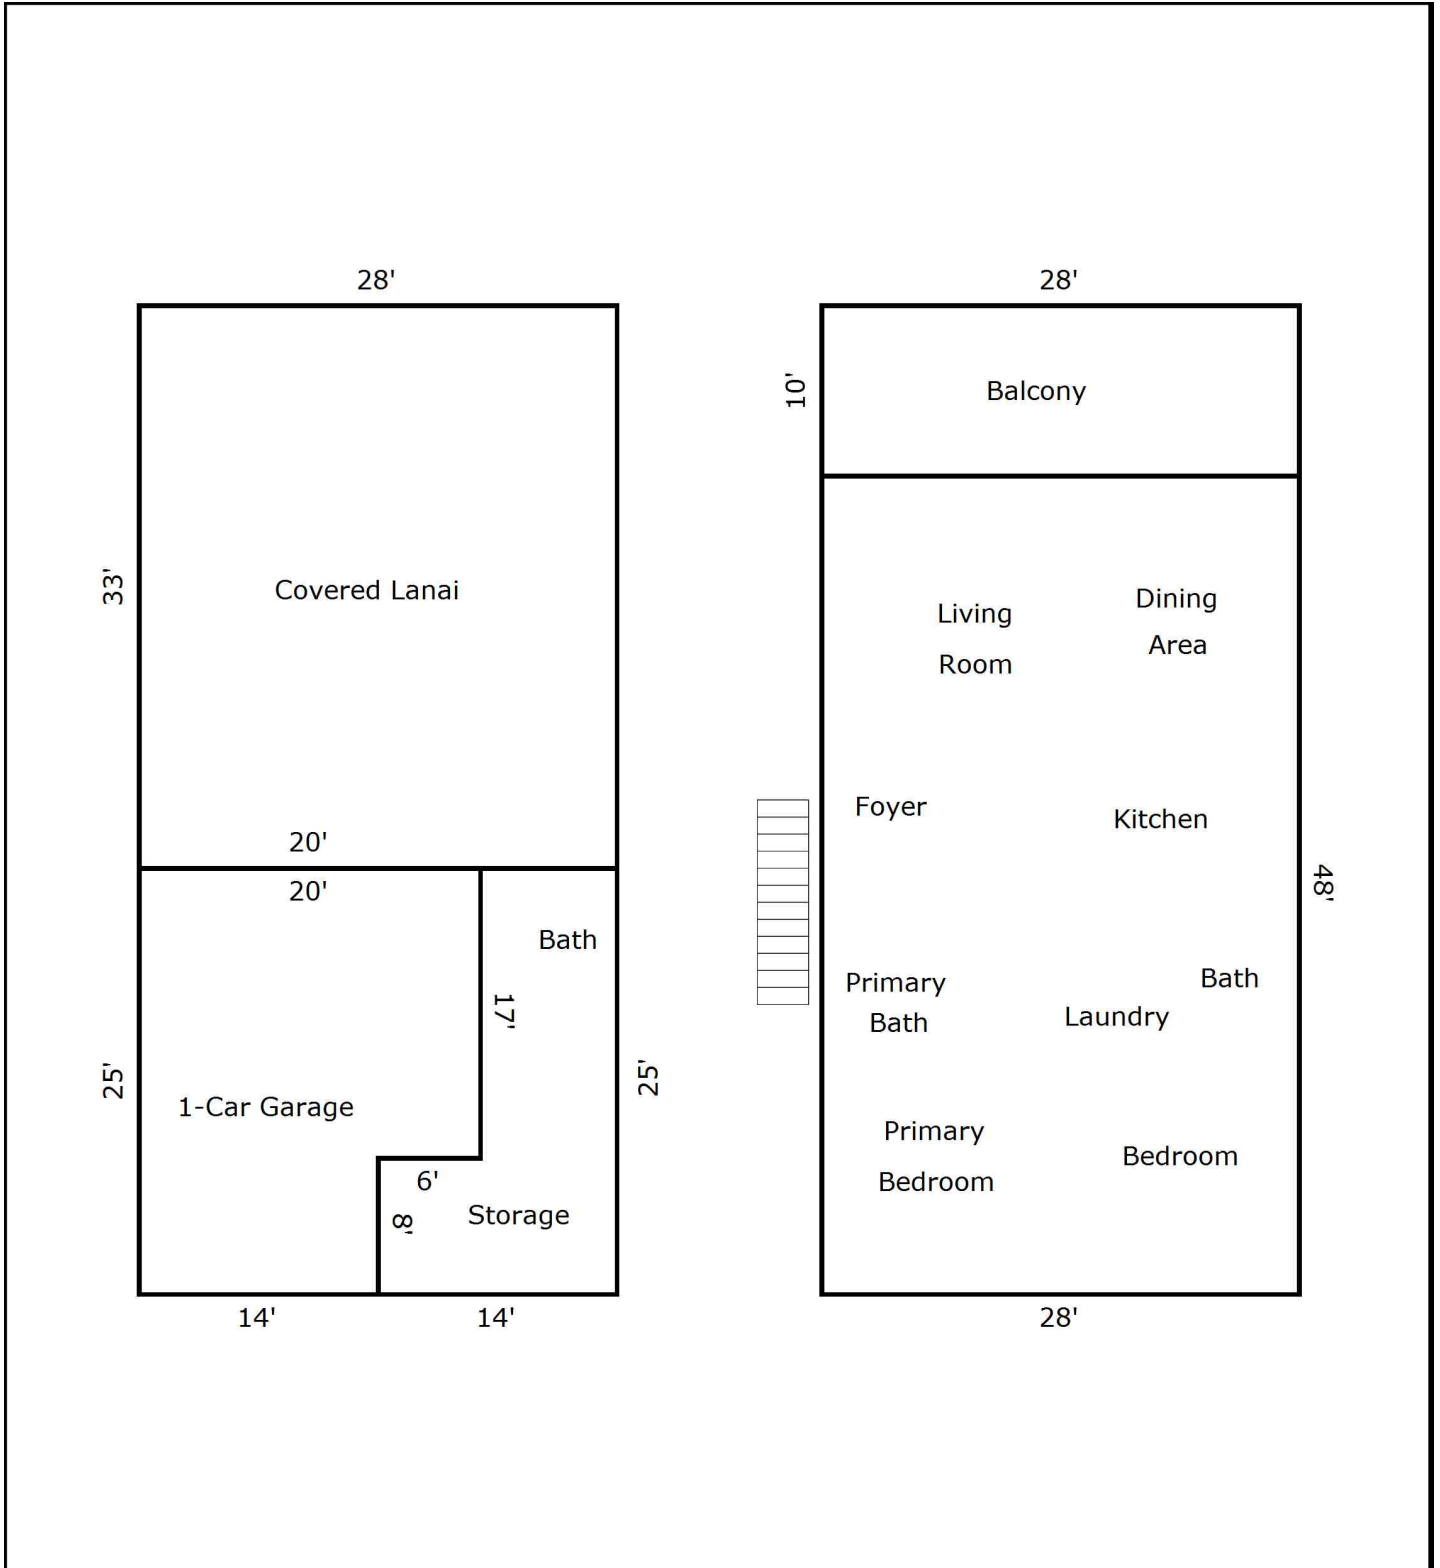 28'
33'
Covered Lanai
20'
20'
Bath
17'
25'
25'
1-Car Garage
6'
8'
Storage
14'
14'
28'
10'
Balcony
Living
Room
Dining
Area
Foyer
Kitchen
48'
Primary
Bath
Laundry
Bath
Primary
Bedroom
Bedroom
28'